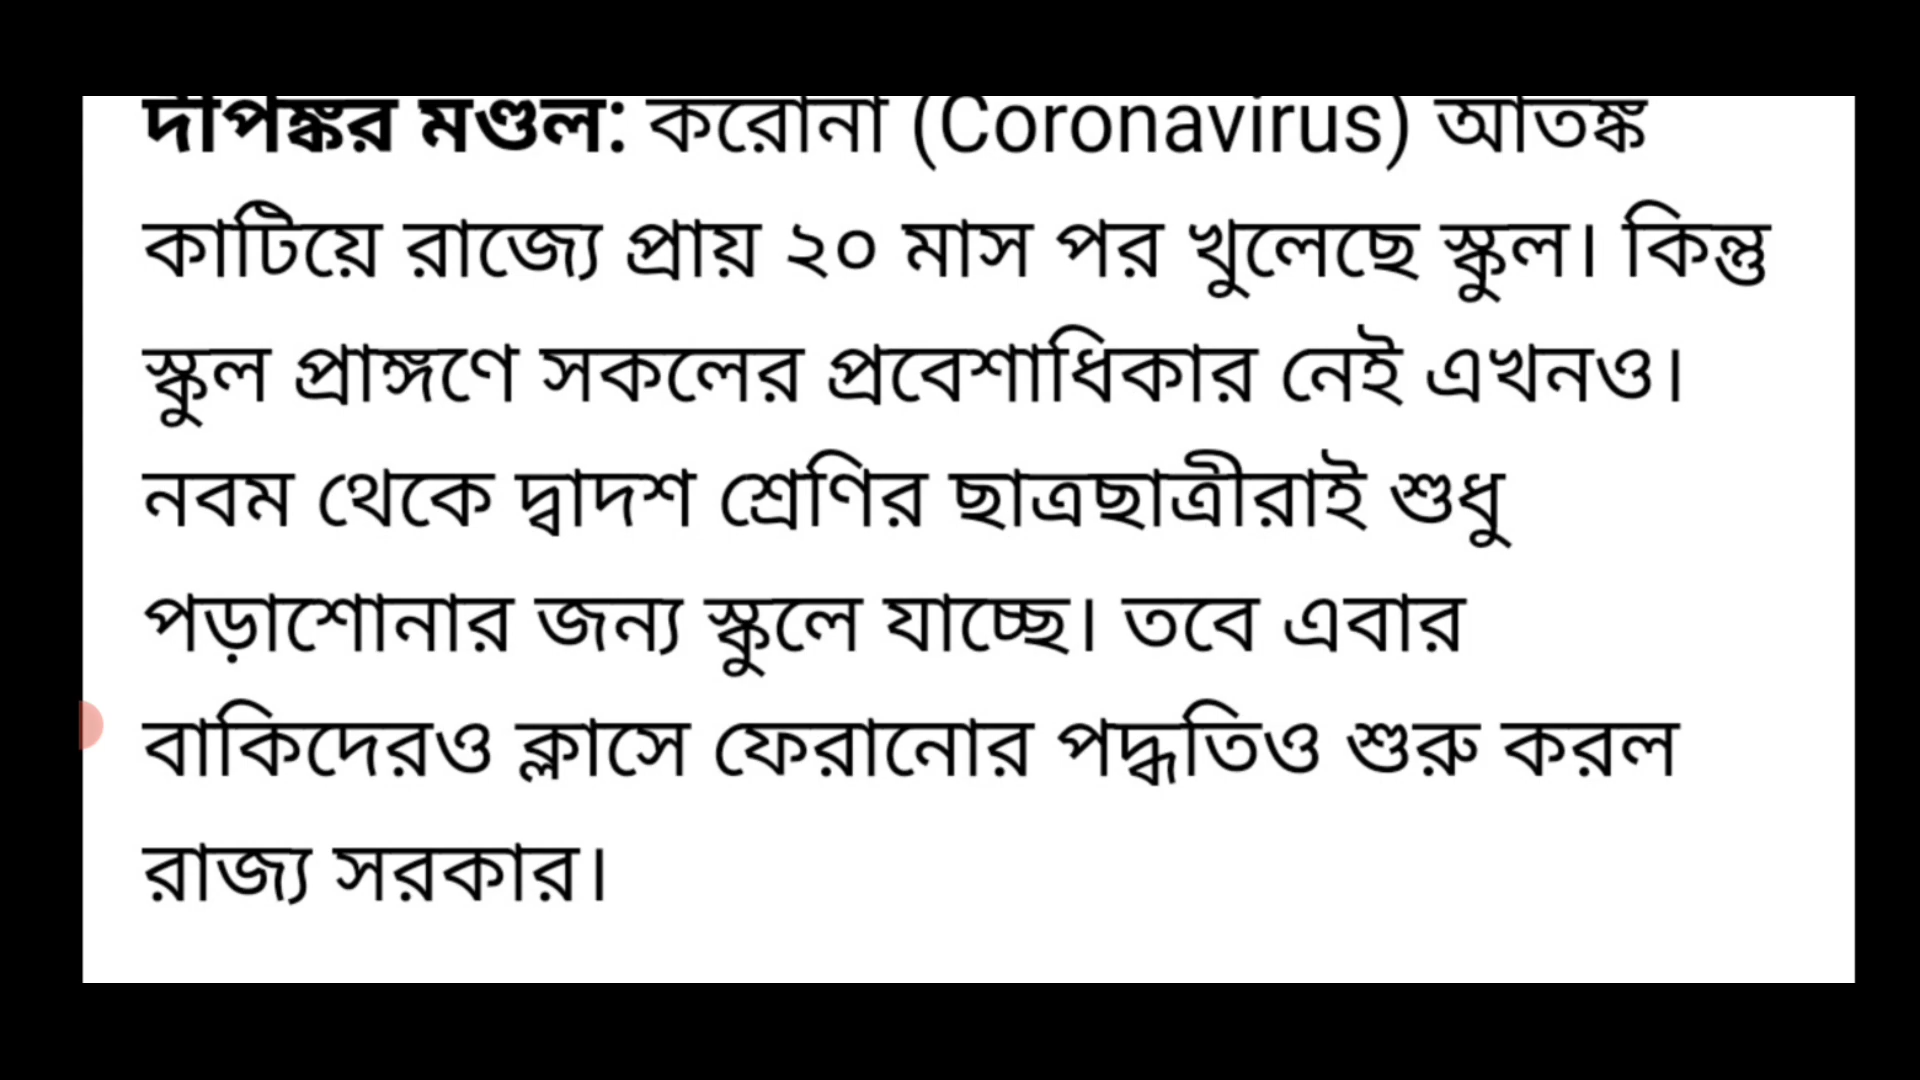 দীপঙ্কর মণ্ডল: করোনা (Coronavirus) আতঙ্ক
কাটিয়ে রাজ্যে প্রায় ২০ মাস পর খুলেছে স্কুল। কিন্তু
স্কুল প্রাঙ্গণে সকলের প্রবেশাধিকার নেই এখনও।
নবম থেকে দ্বাদশ শ্রেণির ছাত্রছাত্রীরাই শুধু
পড়াশোনার জন্য স্কুলে যাচ্ছে। তবে এবার
বাকিদেরও ক্লাসে ফেরানোর পদ্ধতিও শুরু করল
রাজ্য সরকার।